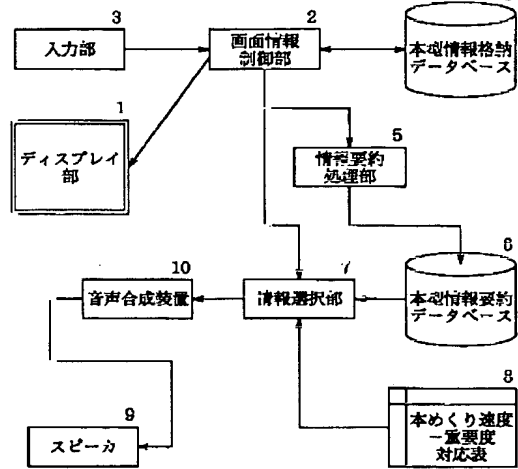 3
入力部
2
画面情報
制御部
本型情報格納
データベース
1
ディスプレイ
部
5
情報要約
処理部
6
本型情報要約
データベース
7
情報選択部
10
音声合成装置
8
本めくり速度
－重要度
対応表
9
スピーカ